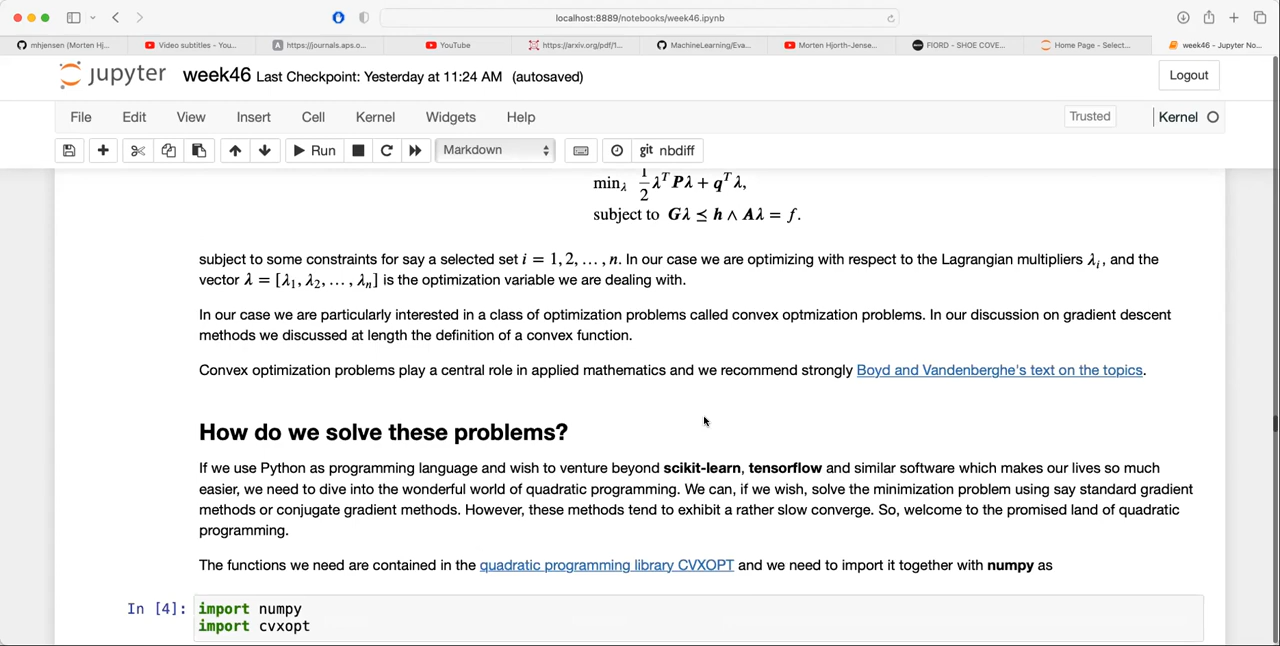 localhost:8889/notebooks/week46.ipynb
mhjensen (Morten Hj... Video subtitles - You... https://journals.aps.o... YouTube https://arxiv.org/pdf/1... MachineLearning/Eva... Morten Hjorth-Jense... FIORD - SHOE COVE... Home Page - Select... week46 - Jupyter No...
jupyter week46 Last Checkpoint: Yesterday at 11:24 AM (autosaved) Logout
File Edit View Insert Cell Kernel Widgets Help Trusted Kernel
Run Markdown git nbdiff
min_λ 1/2 λ^T Pλ + q^T λ,
subject to Gλ ≤ h ∧ Aλ = f.
subject to some constraints for say a selected set i = 1, 2, … , n. In our case we are optimizing with respect to the Lagrangian multipliers λ_i, and the
vector λ = [λ_1, λ_2, … , λ_n] is the optimization variable we are dealing with.
In our case we are particularly interested in a class of optimization problems called convex optmization problems. In our discussion on gradient descent
methods we discussed at length the definition of a convex function.
Convex optimization problems play a central role in applied mathematics and we recommend strongly Boyd and Vandenberghe's text on the topics.
How do we solve these problems?
If we use Python as programming language and wish to venture beyond scikit-learn, tensorflow and similar software which makes our lives so much
easier, we need to dive into the wonderful world of quadratic programming. We can, if we wish, solve the minimization problem using say standard gradient
methods or conjugate gradient methods. However, these methods tend to exhibit a rather slow converge. So, welcome to the promised land of quadratic
programming.
The functions we need are contained in the quadratic programming library CVXOPT and we need to import it together with numpy as
In [4]: import numpy
import cvxopt